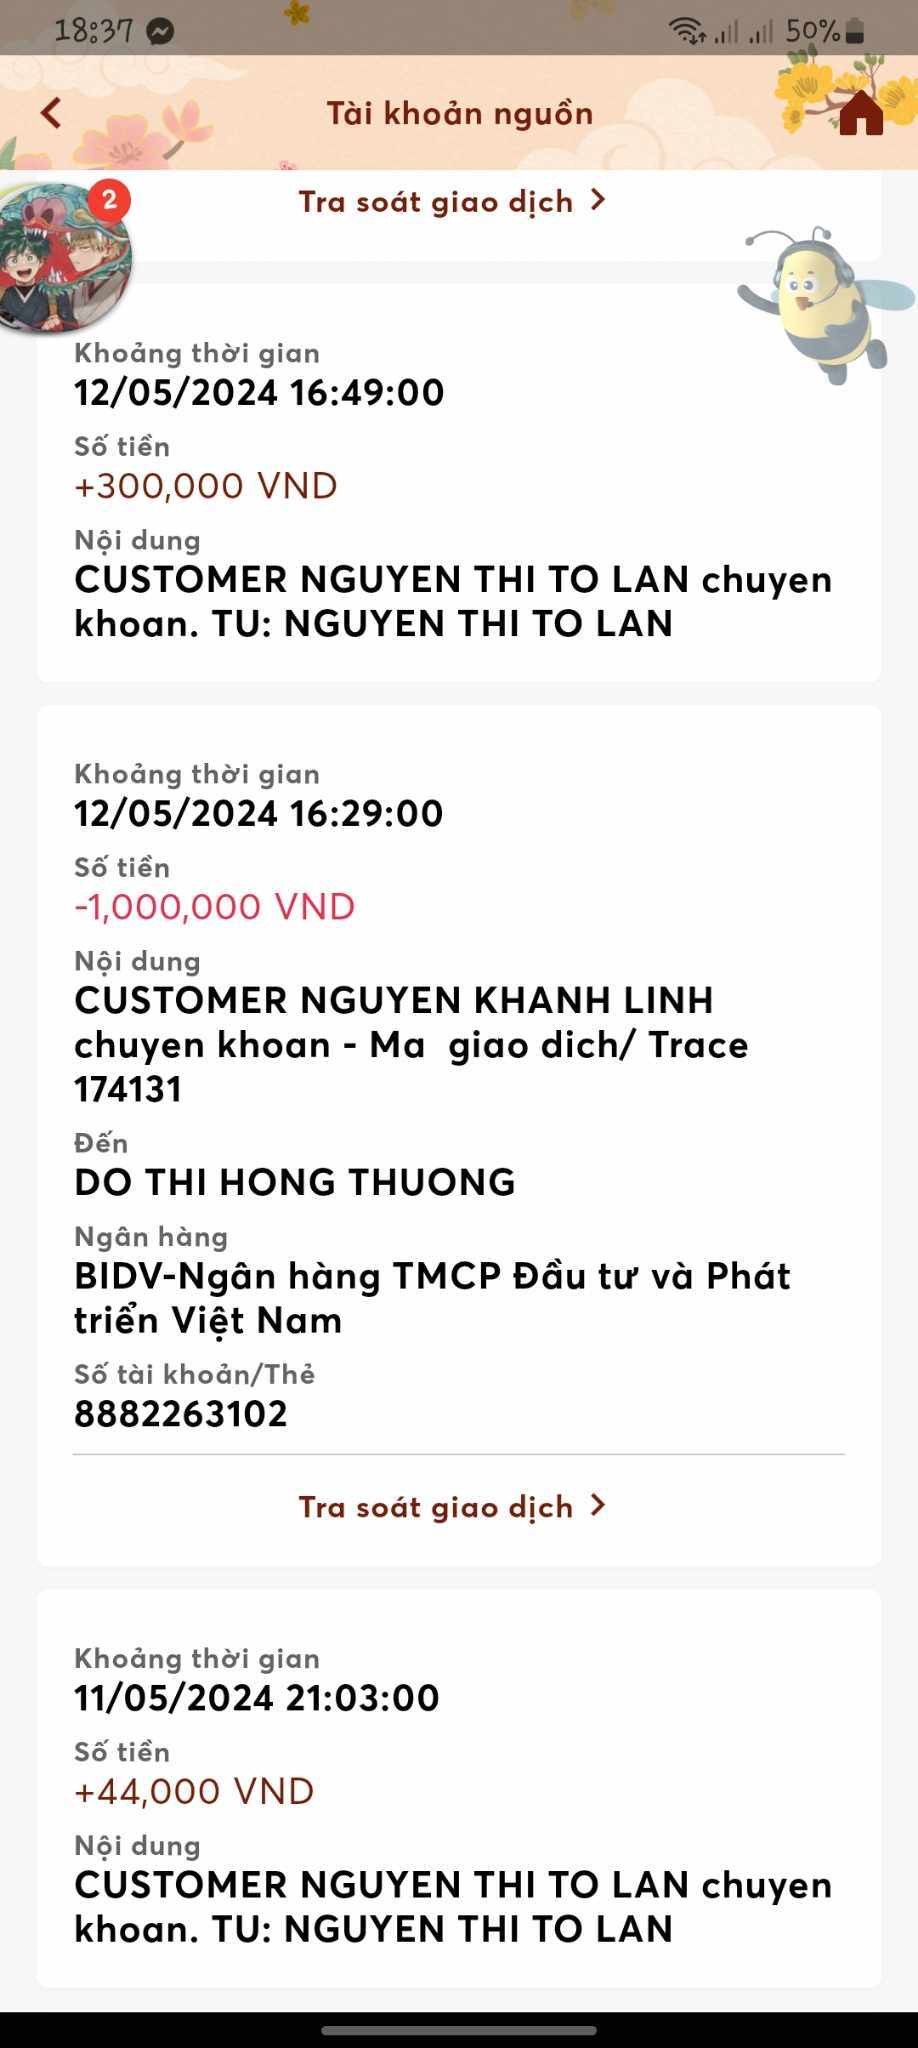 18:37
50%
Tài khoản nguồn
2
Tra soát giao dịch
Khoảng thời gian
12/05/2024 16:49:00
Số tiền
+300,000 VND
Nội dung
CUSTOMER NGUYEN THI TO LAN chuyen
khoan. TU: NGUYEN THI TO LAN
Khoảng thời gian
12/05/2024 16:29:00
Số tiền
-1,000,000 VND
Nội dung
CUSTOMER NGUYEN KHANH LINH
chuyen khoan - Ma  giao dich/ Trace
174131
Đến
DO THI HONG THUONG
Ngân hàng
BIDV-Ngân hàng TMCP Đầu tư và Phát
triển Việt Nam
Số tài khoản/Thẻ
8882263102
Tra soát giao dịch
Khoảng thời gian
11/05/2024 21:03:00
Số tiền
+44,000 VND
Nội dung
CUSTOMER NGUYEN THI TO LAN chuyen
khoan. TU: NGUYEN THI TO LAN